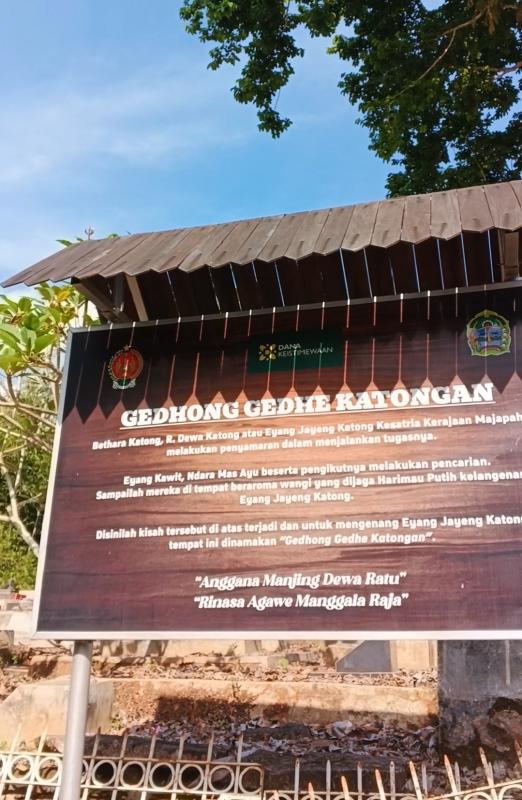 DANA
KEISTIMEWAAN
GEDHONG GEDHE KATONGAN
Bethara Katong, R. Dewa Katong atau Eyang Jayeng Katong Kesatria Kerajaan Majapah
melakukan penyamaran dalam menjalankan tugasnya.
Eyang Kawit, Ndara Mas Ayu beserta pengikutnya melakukan pencarian.
Sampailah mereka di tempat beraroma wangi yang dijaga Harimau Putih kelangenan
Eyang Jayeng Katong.
Disinilah kisah tersebut di atas terjadi dan untuk mengenang Eyang Jayeng Katong
tempat ini dinamakan "Gedhong Gedhe Katongan".
"Anggana Manjing Dewa Ratu"
"Rinasa Agawe Manggala Raja"